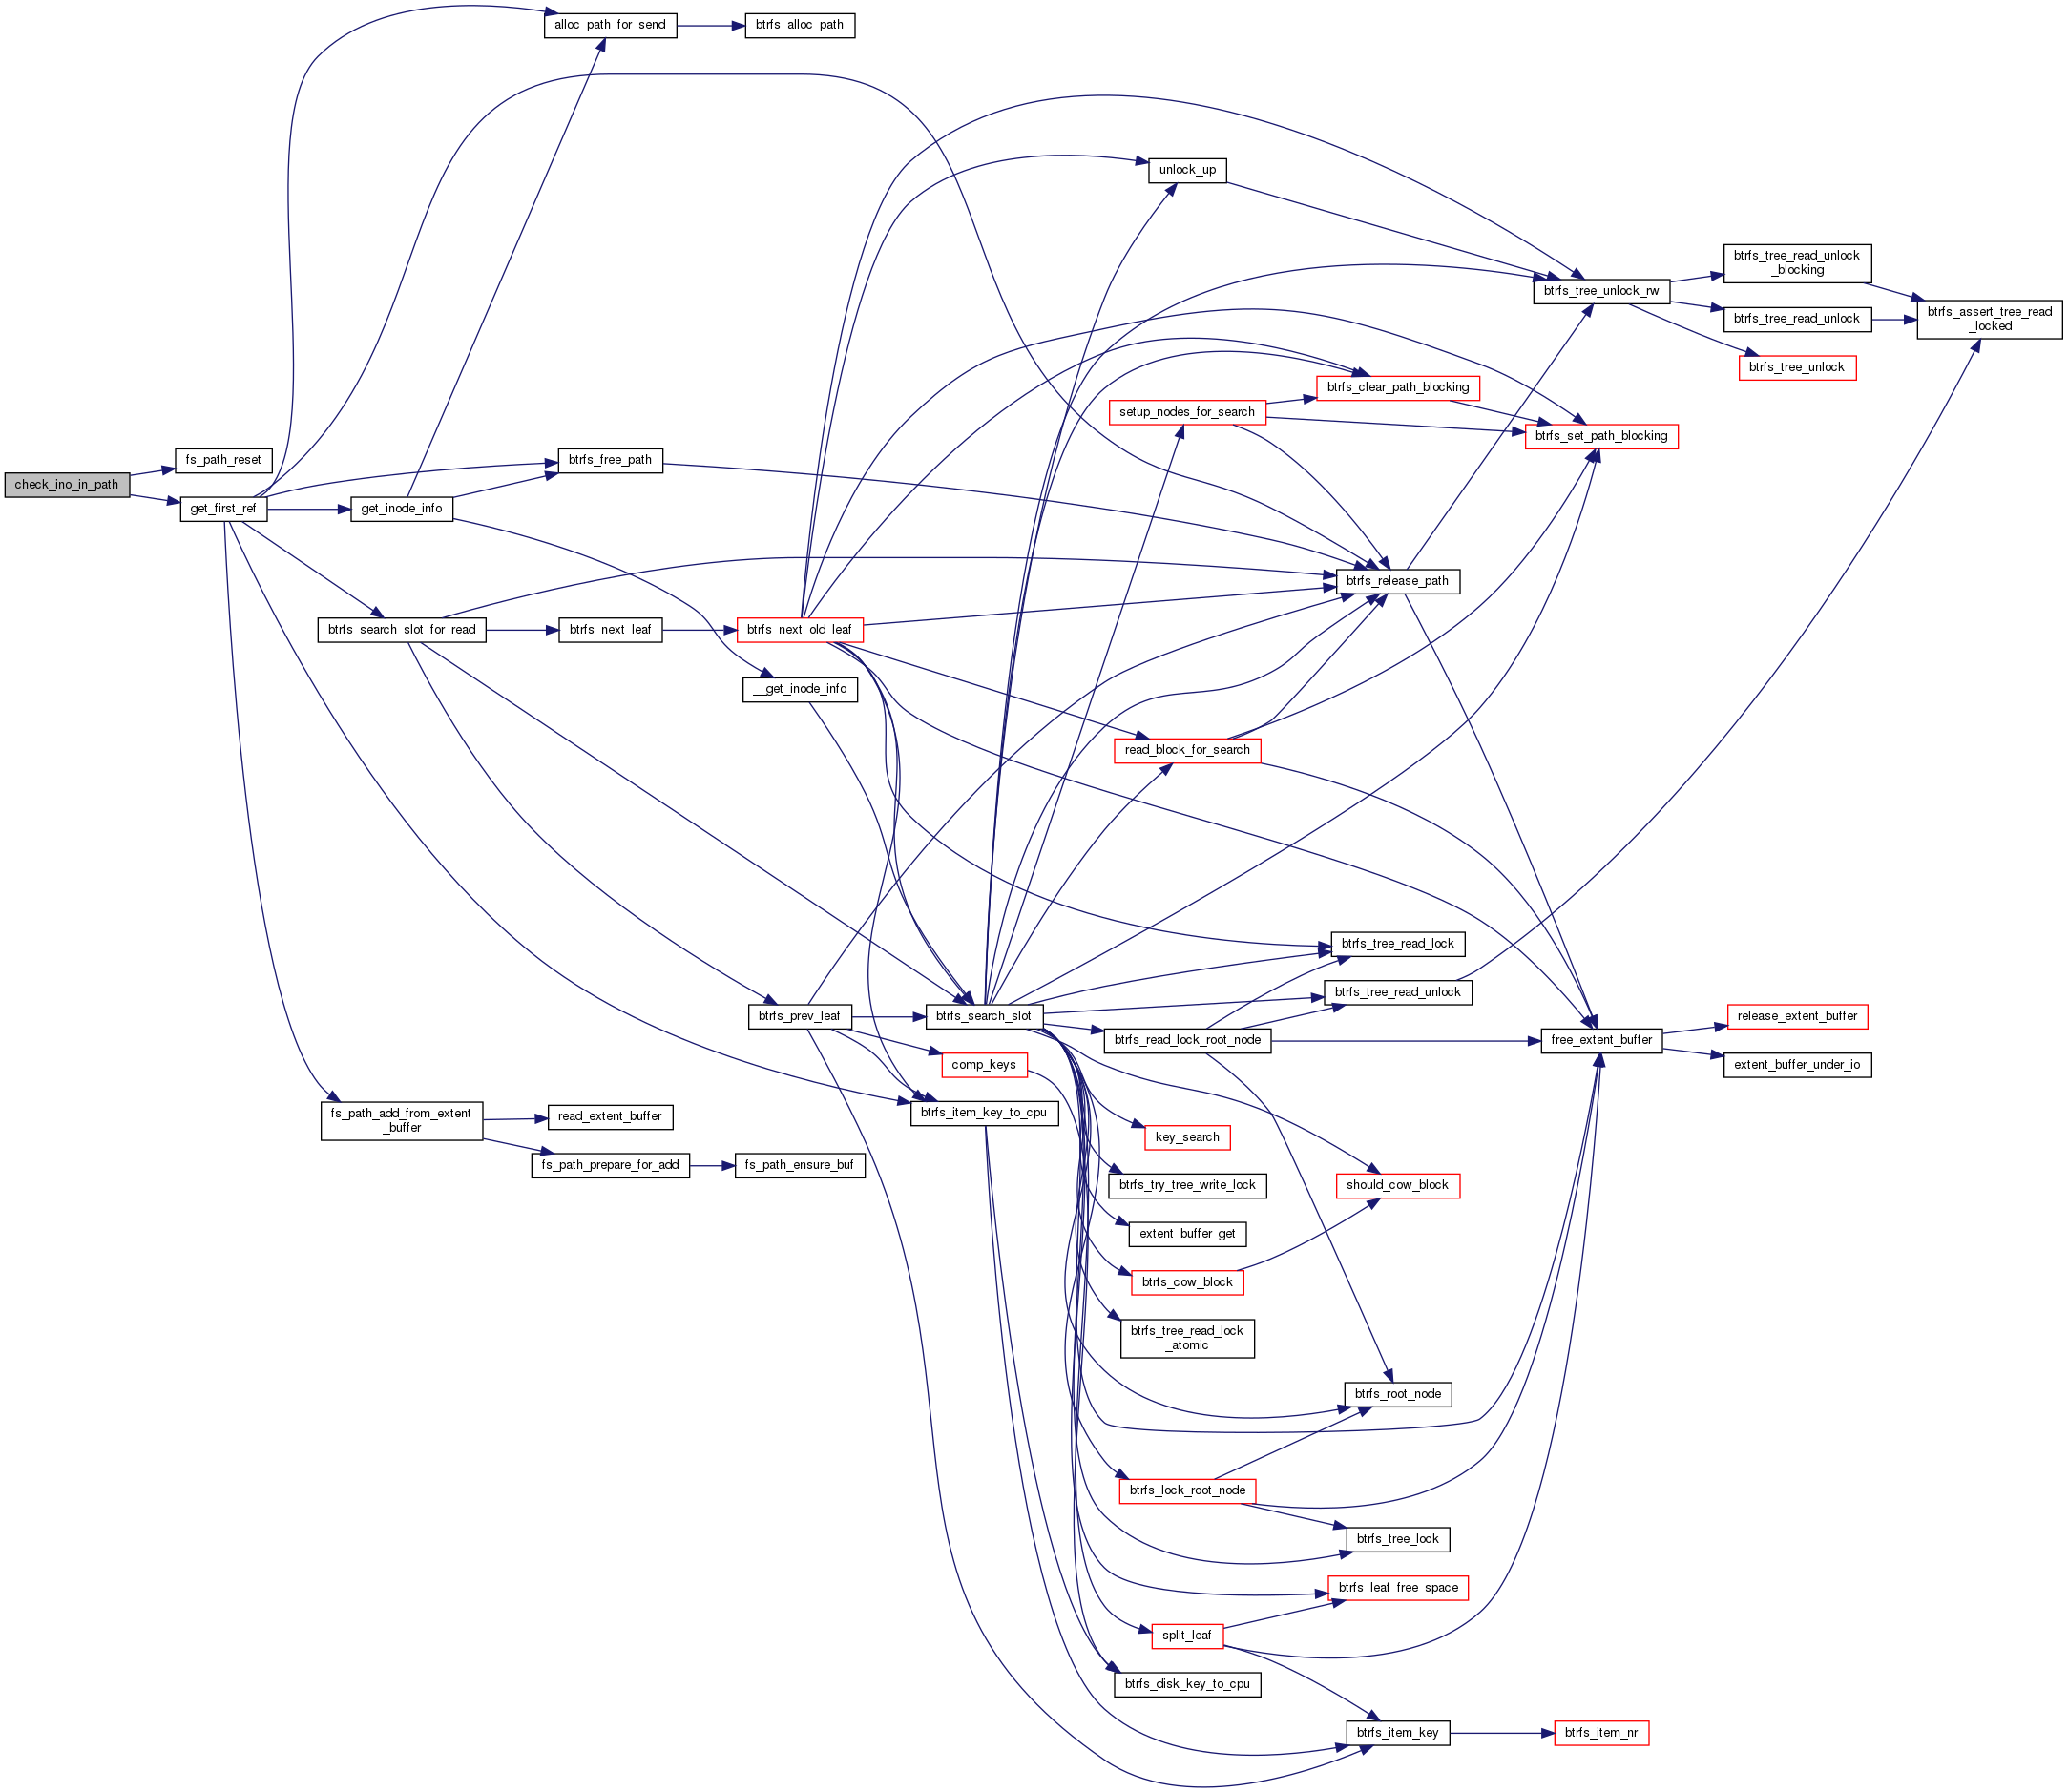 alloc_path_for_send
btrfs_alloc_path
unlock_up
btrfs_tree_read_unlock
_blocking
btrfs_tree_unlock_rw
btrfs_tree_read_unlock
btrfs_assert_tree_read
_locked
btrfs_tree_unlock
btrfs_clear_path_blocking
setup_nodes_for_search
btrfs_set_path_blocking
fs_path_reset
btrfs_free_path
check_ino_in_path
get_first_ref
get_inode_info
btrfs_release_path
btrfs_search_slot_for_read
btrfs_next_leaf
btrfs_next_old_leaf
__get_inode_info
read_block_for_search
btrfs_tree_read_lock
btrfs_tree_read_unlock
btrfs_prev_leaf
btrfs_search_slot
release_extent_buffer
btrfs_read_lock_root_node
free_extent_buffer
comp_keys
extent_buffer_under_io
fs_path_add_from_extent
_buffer
read_extent_buffer
btrfs_item_key_to_cpu
key_search
fs_path_prepare_for_add
fs_path_ensure_buf
btrfs_try_tree_write_lock
should_cow_block
extent_buffer_get
btrfs_cow_block
btrfs_tree_read_lock
_atomic
btrfs_root_node
btrfs_lock_root_node
btrfs_tree_lock
btrfs_leaf_free_space
split_leaf
btrfs_disk_key_to_cpu
btrfs_item_key
btrfs_item_nr